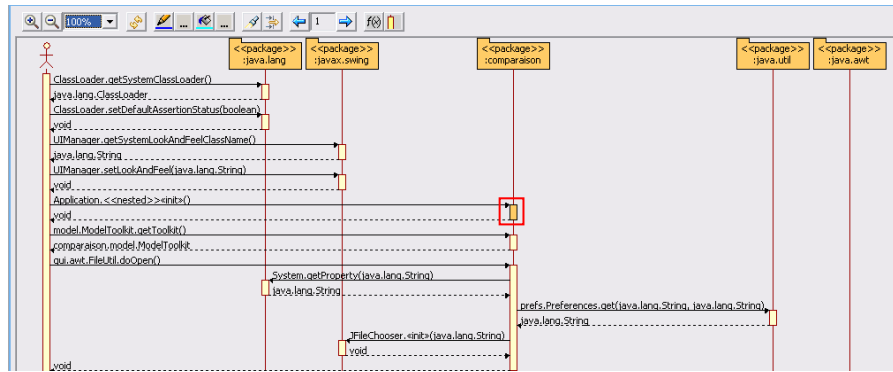 100% ... ... 1 f(x)
<<package>> <<package>> <<package>> <<package>> <<package>>
:java.lang :javax.swing :comparaison :java.util :java.awt
ClassLoader.getSystemClassLoader()
java.lang.ClassLoader
ClassLoader.setDefaultAssertionStatus(boolean)
void
UIManager.getSystemLookAndFeelClassName()
java.lang.String
UIManager.setLookAndFeel(java.lang.String)
void
Application.<<nested>>«init»()
void
model.ModelToolkit.getToolkit()
comparaison.model.ModelToolkit
gui.awt.FileUtil.doOpen()
System.getProperty(java.lang.String)
java.lang.String
prefs.Preferences.get(java.lang.String, java.lang.String)
java.lang.String
JFileChooser.«init»(java.lang.String)
void
void